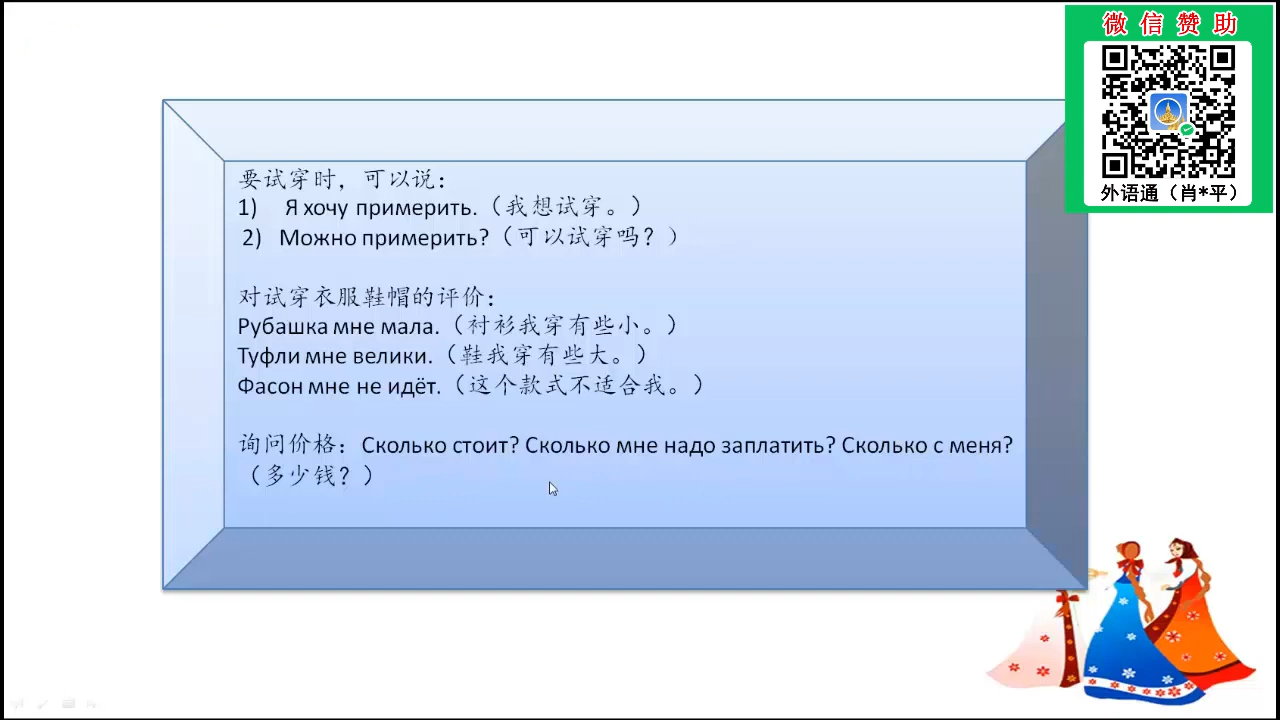 微信赞助
外语通（肖*平）
要试穿时，可以说：
1) Я хочу примерить.（我想试穿。）
2) Можно примерить?（可以试穿吗？）
对试穿衣服鞋帽的评价：
Рубашка мне мала.（衬衫我穿有些小。）
Туфли мне велики.（鞋我穿有些大。）
Фасон мне не идёт.（这个款式不适合我。）
询问价格：Сколько стоит? Сколько мне надо заплатить? Сколько с меня?
（多少钱？）